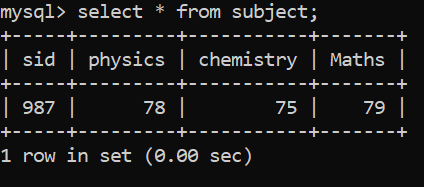 mysql> select * from subject;
+-----+---------+-----------+-------+
| sid | physics | chemistry | Maths |
+-----+---------+-----------+-------+
| 987 |      78 |        75 |    79 |
+-----+---------+-----------+-------+
1 row in set (0.00 sec)